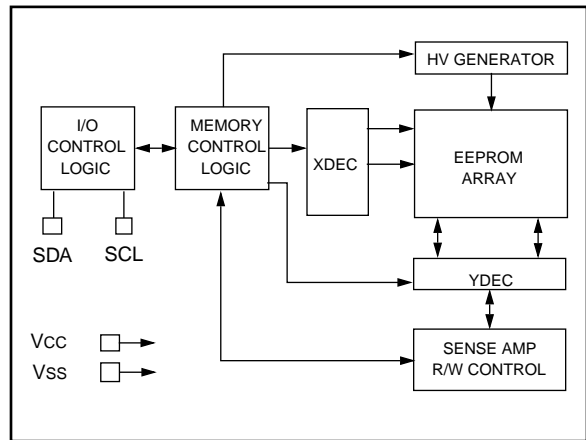 HV GENERATOR
I/O
CONTROL
LOGIC
MEMORY
CONTROL
LOGIC
XDEC
EEPROM
ARRAY
SDA
SCL
YDEC
VCC
VSS
SENSE AMP
R/W CONTROL